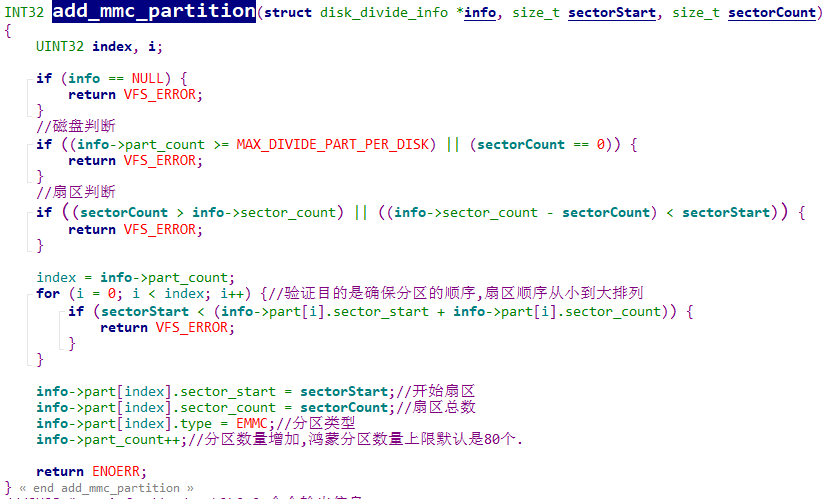 INT32 add_mmc_partition(struct disk_divide_info *info, size_t sectorStart, size_t sectorCount)
{
    UINT32 index, i;

    if (info == NULL) {
        return VFS_ERROR;
    }
    //磁盘判断
    if ((info->part_count >= MAX_DIVIDE_PART_PER_DISK) || (sectorCount == 0)) {
        return VFS_ERROR;
    }
    //扇区判断
    if ((sectorCount > info->sector_count) || ((info->sector_count - sectorCount) < sectorStart)) {
        return VFS_ERROR;
    }

    index = info->part_count;
    for (i = 0; i < index; i++) {//验证目的是确保分区的顺序,扇区顺序从小到大排列
        if (sectorStart < (info->part[i].sector_start + info->part[i].sector_count)) {
            return VFS_ERROR;
        }
    }

    info->part[index].sector_start = sectorStart;//开始扇区
    info->part[index].sector_count = sectorCount;//扇区总数
    info->part[index].type = EMMC;//分区类型
    info->part_count++;//分区数量增加,鸿蒙分区数量上限默认是80个.

    return ENOERR;
} « end add_mmc_partition »